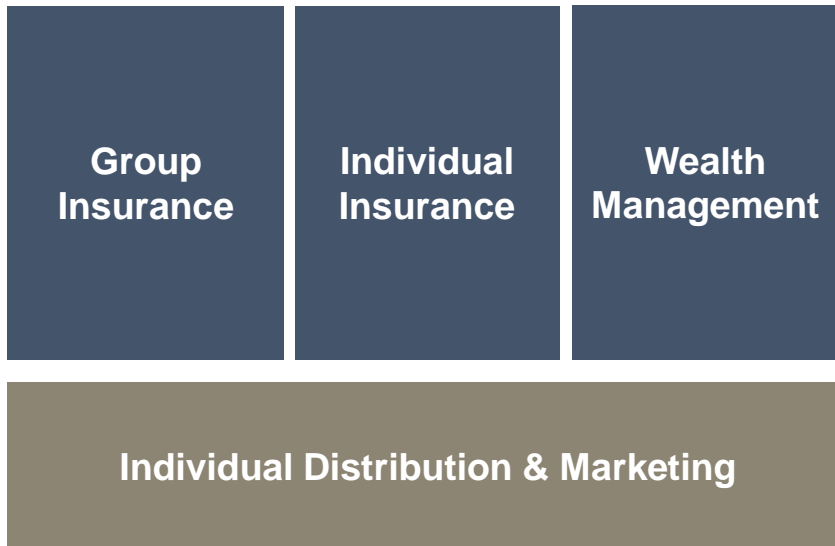 Group
Insurance
Individual
Insurance
Wealth
Management
Individual Distribution & Marketing